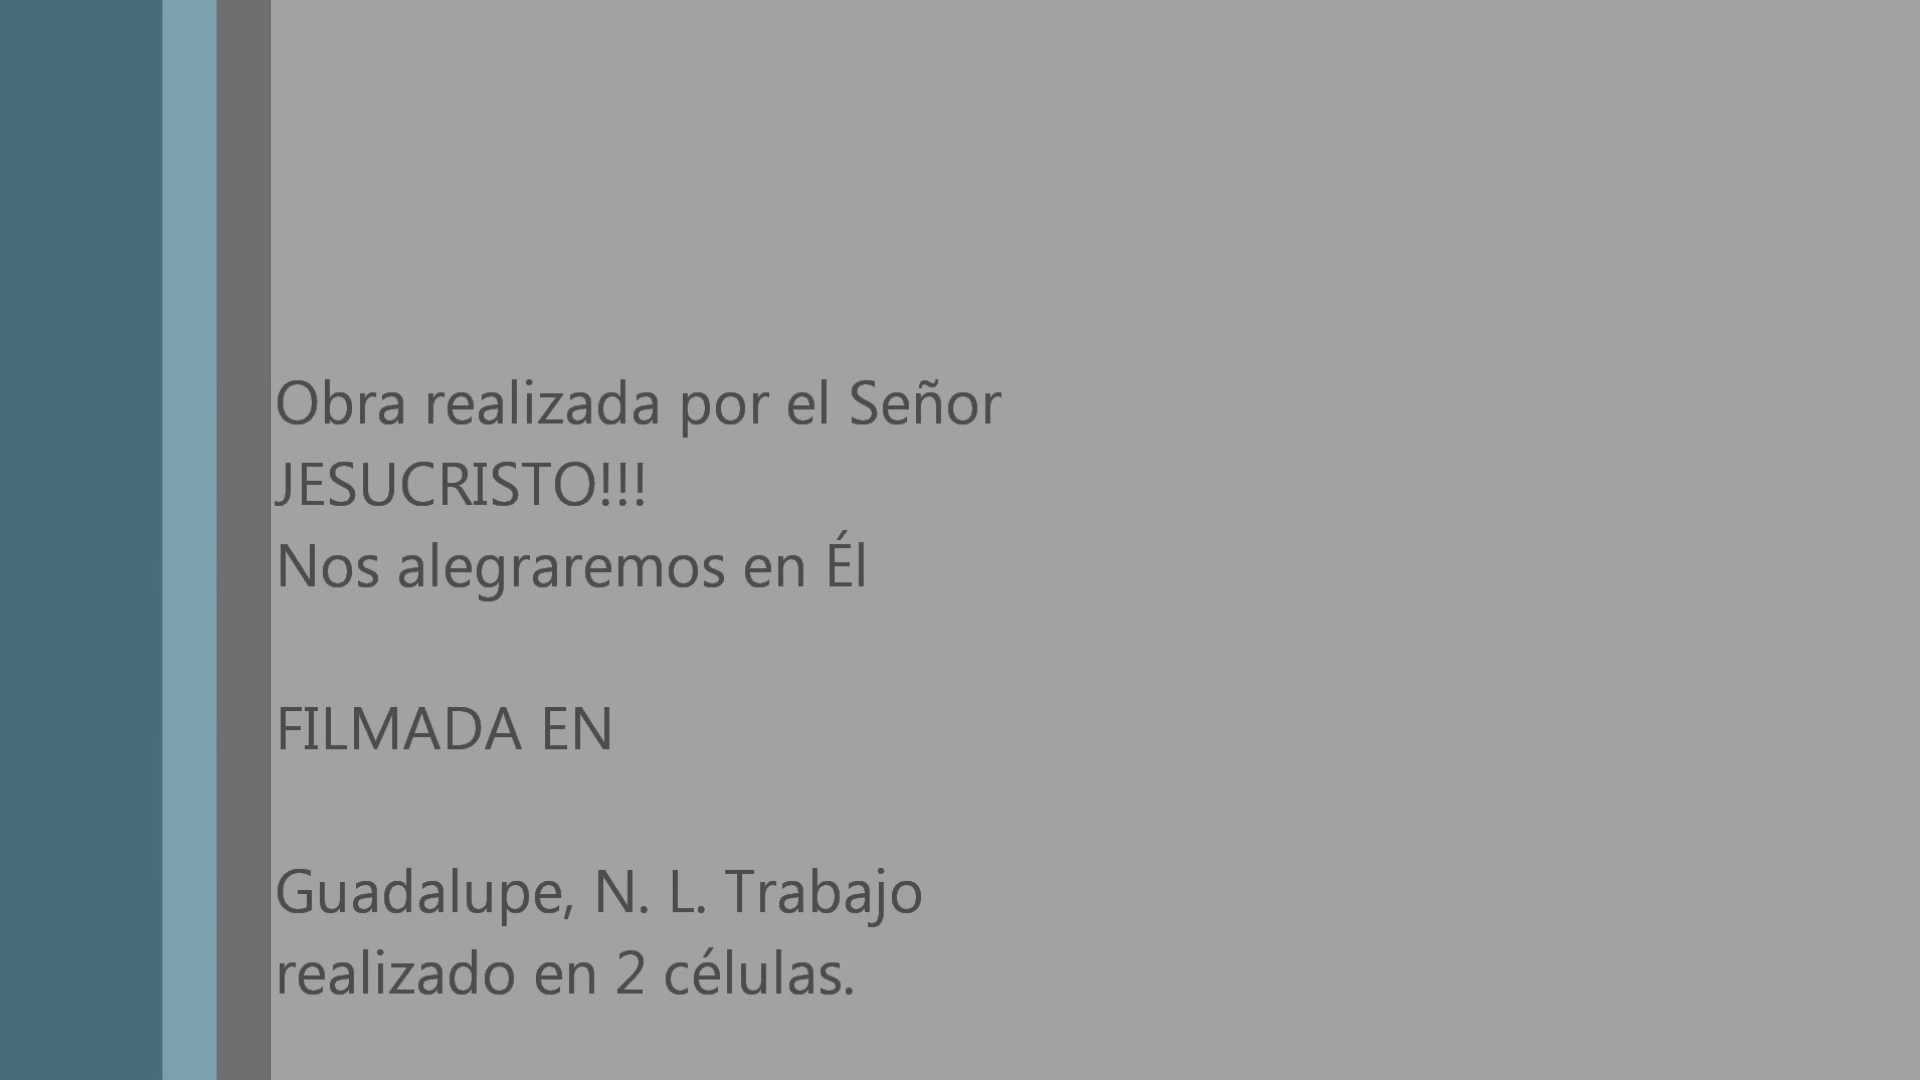 Obra realizada por el Señor
JESUCRISTO!!!
Nos alegraremos en Él
FILMADA EN
Guadalupe, N. L. Trabajo
realizado en 2 células.